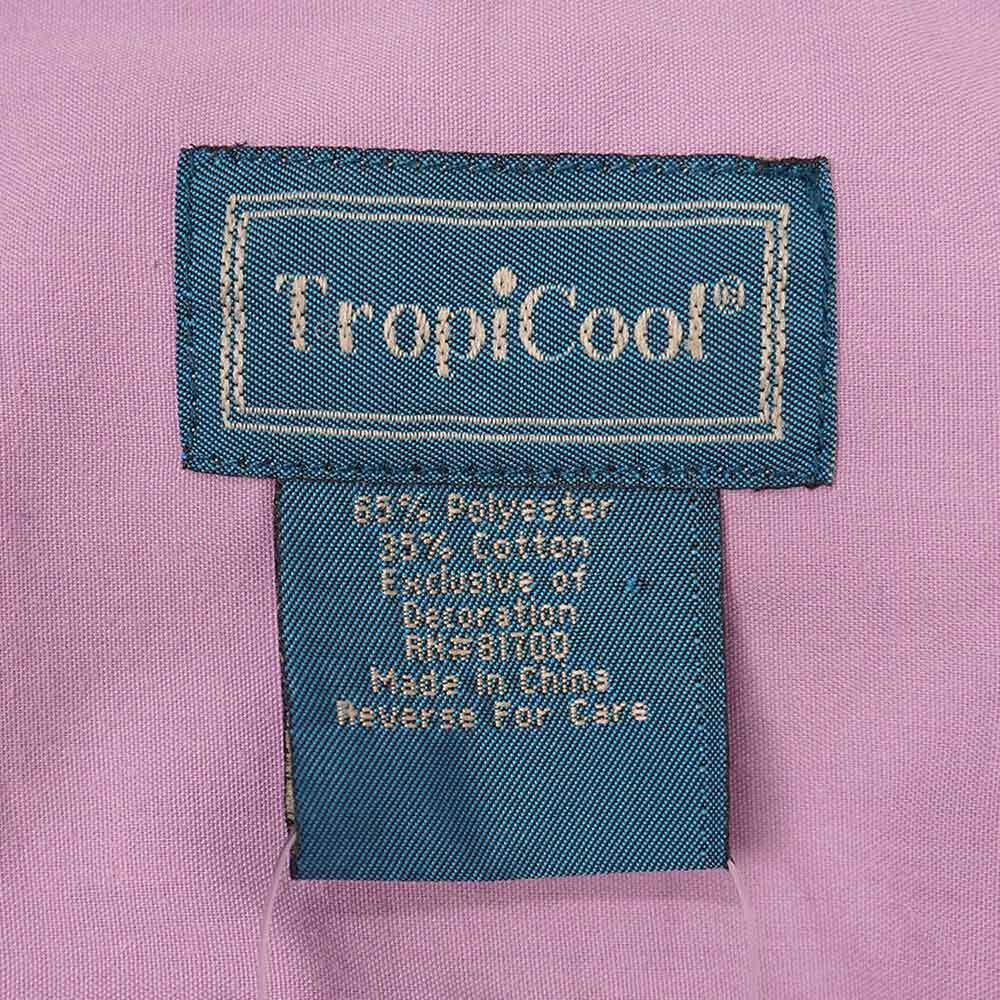 TropiCool®
65% Polyester
35% Cotton
Exclusive of
Decoration
RN#81700
Made in China
Reverse For Care